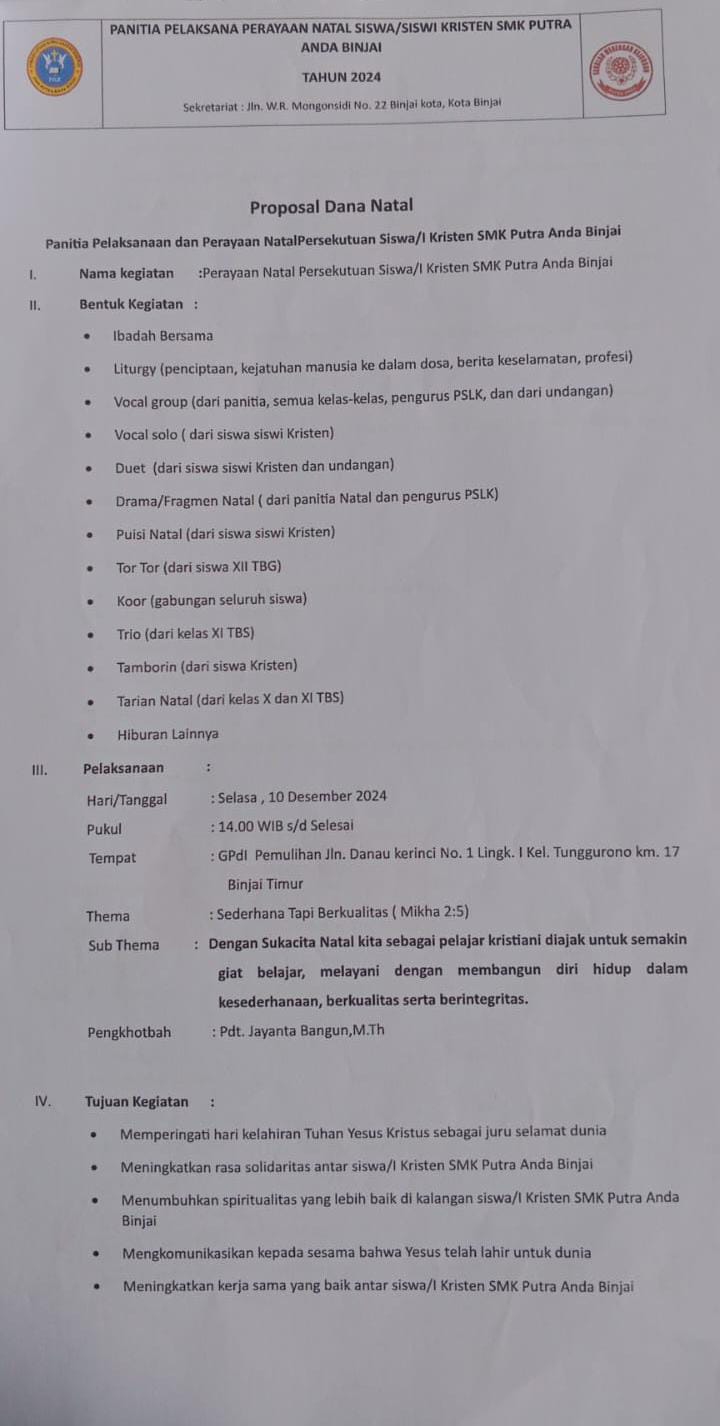 PANITIA PELAKSANA PERAYAAN NATAL SISWA/SISWI KRISTEN SMK PUTRA
ANDA BINJAI
TAHUN 2024
Sekretariat : Jln. W.R. Mongonsidi No. 22 Binjai kota, Kota Binjai
Proposal Dana Natal
Panitia Pelaksanaan dan Perayaan NatalPersekutuan Siswa/I Kristen SMK Putra Anda Binjai
I. Nama kegiatan :Perayaan Natal Persekutuan Siswa/I Kristen SMK Putra Anda Binjai
II. Bentuk Kegiatan :
• Ibadah Bersama
• Liturgy (penciptaan, kejatuhan manusia ke dalam dosa, berita keselamatan, profesi)
• Vocal group (dari panitia, semua kelas-kelas, pengurus PSLK, dan dari undangan)
• Vocal solo ( dari siswa siswi Kristen)
• Duet (dari siswa siswi Kristen dan undangan)
• Drama/Fragmen Natal ( dari panitia Natal dan pengurus PSLK)
• Puisi Natal (dari siswa siswi Kristen)
• Tor Tor (dari siswa XII TBG)
• Koor (gabungan seluruh siswa)
• Trio (dari kelas XI TBS)
• Tamborin (dari siswa Kristen)
• Tarian Natal (dari kelas X dan XI TBS)
• Hiburan Lainnya
III. Pelaksanaan :
Hari/Tanggal : Selasa , 10 Desember 2024
Pukul : 14.00 WIB s/d Selesai
Tempat : GPdI Pemulihan Jln. Danau kerinci No. 1 Lingk. I Kel. Tunggurono km. 17
Binjai Timur
Thema : Sederhana Tapi Berkualitas ( Mikha 2:5)
Sub Thema : Dengan Sukacita Natal kita sebagai pelajar kristiani diajak untuk semakin
giat belajar, melayani dengan membangun diri hidup dalam
kesederhanaan, berkualitas serta berintegritas.
Pengkhotbah : Pdt. Jayanta Bangun,M.Th
IV. Tujuan Kegiatan :
• Memperingati hari kelahiran Tuhan Yesus Kristus sebagai juru selamat dunia
• Meningkatkan rasa solidaritas antar siswa/I Kristen SMK Putra Anda Binjai
• Menumbuhkan spiritualitas yang lebih baik di kalangan siswa/I Kristen SMK Putra Anda
Binjai
• Mengkomunikasikan kepada sesama bahwa Yesus telah lahir untuk dunia
• Meningkatkan kerja sama yang baik antar siswa/I Kristen SMK Putra Anda Binjai